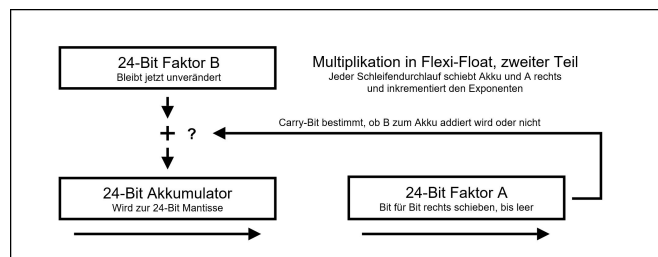 24-Bit Faktor B
Bleibt jetzt unverändert
Multiplikation in Flexi-Float, zweiter Teil
Jeder Schleifendurchlauf schiebt Akku und A rechts
und inkrementiert den Exponenten
+ ?
Carry-Bit bestimmt, ob B zum Akku addiert wird oder nicht
24-Bit Akkumulator
Wird zur 24-Bit Mantisse
24-Bit Faktor A
Bit für Bit rechts schieben, bis leer